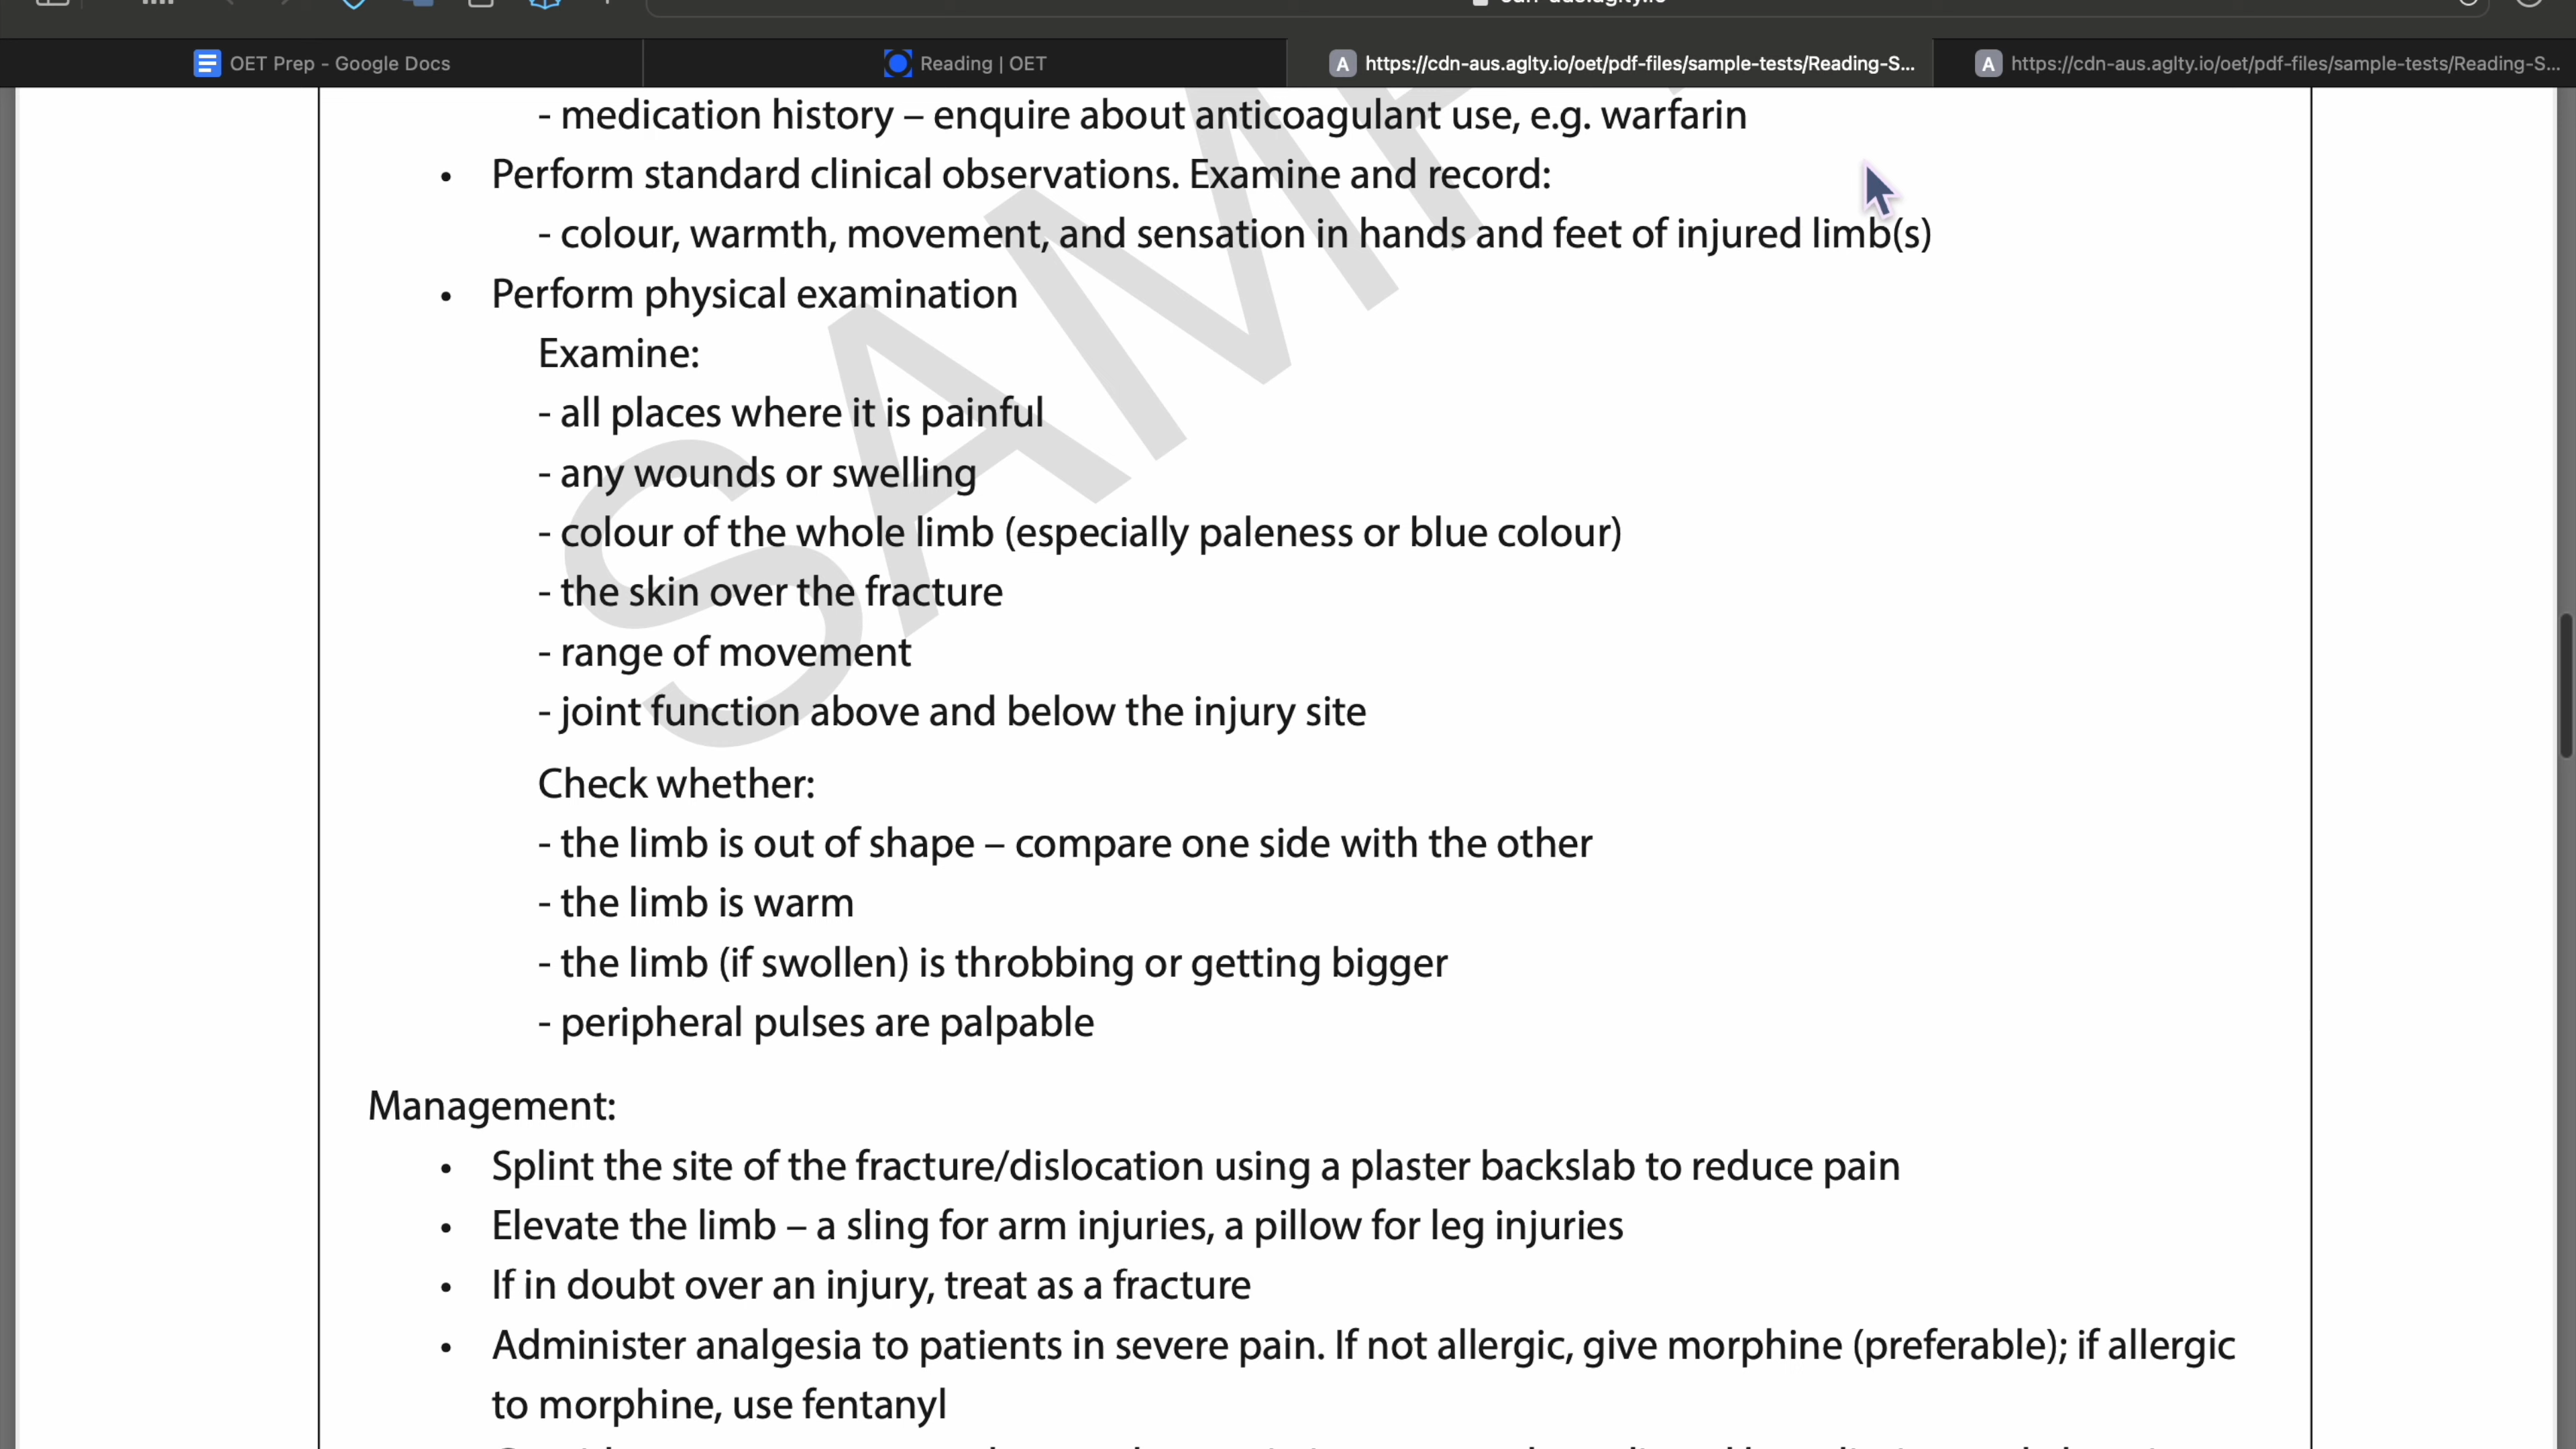 OET Prep - Google Docs
Reading | OET
A https://cdn-aus.aglty.io/oet/pdf-files/sample-tests/Reading-S...
A https://cdn-aus.aglty.io/oet/pdf-files/sample-tests/Reading-S...
- medication history – enquire about anticoagulant use, e.g. warfarin
• Perform standard clinical observations. Examine and record:
- colour, warmth, movement, and sensation in hands and feet of injured limb(s)
• Perform physical examination
Examine:
- all places where it is painful
- any wounds or swelling
- colour of the whole limb (especially paleness or blue colour)
- the skin over the fracture
- range of movement
- joint function above and below the injury site
Check whether:
- the limb is out of shape – compare one side with the other
- the limb is warm
- the limb (if swollen) is throbbing or getting bigger
- peripheral pulses are palpable
Management:
• Splint the site of the fracture/dislocation using a plaster backslab to reduce pain
• Elevate the limb – a sling for arm injuries, a pillow for leg injuries
• If in doubt over an injury, treat as a fracture
• Administer analgesia to patients in severe pain. If not allergic, give morphine (preferable); if allergic
to morphine, use fentanyl